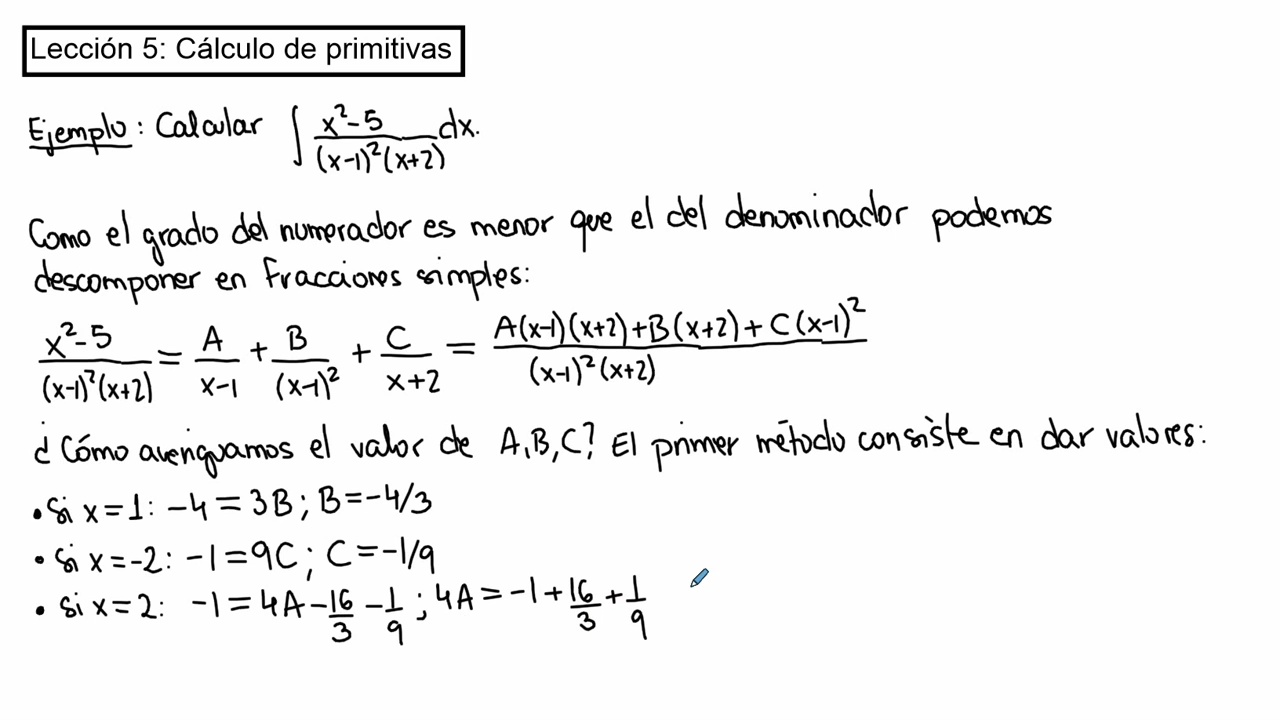 Lección 5: Cálculo de primitivas
Ejemplo: Calcular ∫ (x²-5)/((x-1)²(x+2)) dx.
Como el grado del numerador es menor que el del denominador podemos
descomponer en fracciones simples:
(x²-5)/((x-1)²(x+2)) = A/(x-1) + B/(x-1)² + C/(x+2) = (A(x-1)(x+2)+B(x+2)+C(x-1)²)/((x-1)²(x+2))
¿Cómo averiguamos el valor de A,B,C? El primer método consiste en dar valores:
• Si x=1: -4=3B; B=-4/3
• Si x=-2: -1=9C; C=-1/9
• Si x=2: -1=4A-16/3-1/9; 4A=-1+16/3+1/9